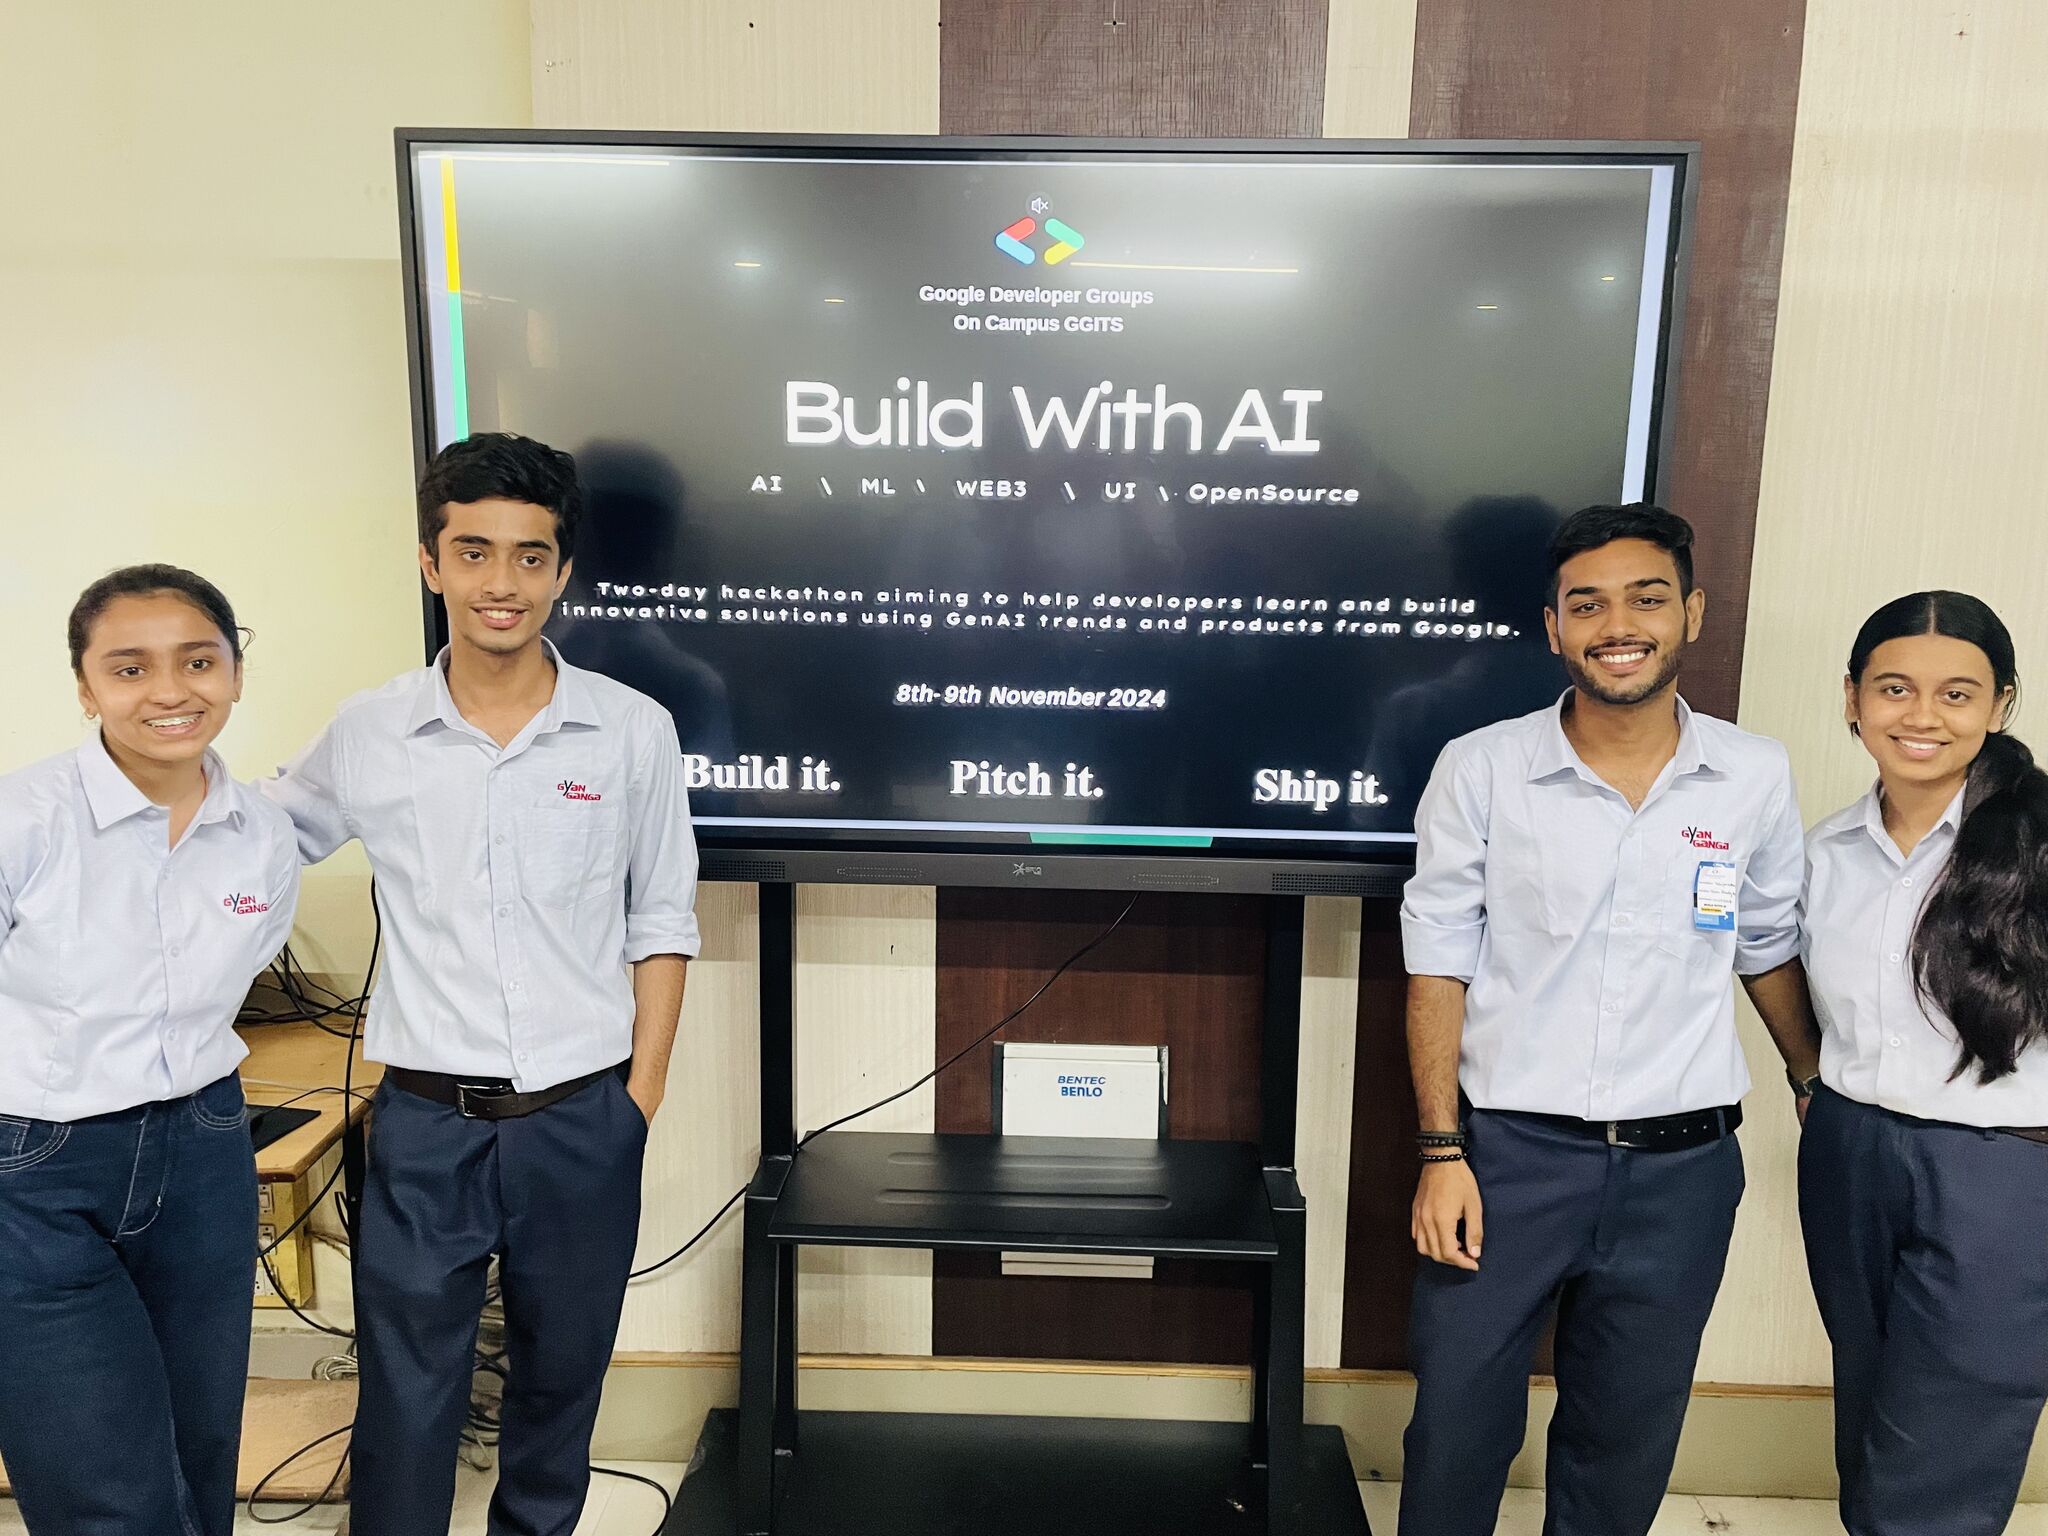 Google Developer Groups
On Campus GGITS
Build With AI
AI \ ML \ WEB3 \ UI \ OpenSource
Two-day hackathon aiming to help developers learn and build
innovative solutions using GenAI trends and products from Google.
8th-9th November 2024
Build it. Pitch it. Ship it.
GYAN
GANGA
GYAN
GANG
GYAN
GANGA
BENTEC
BENLO